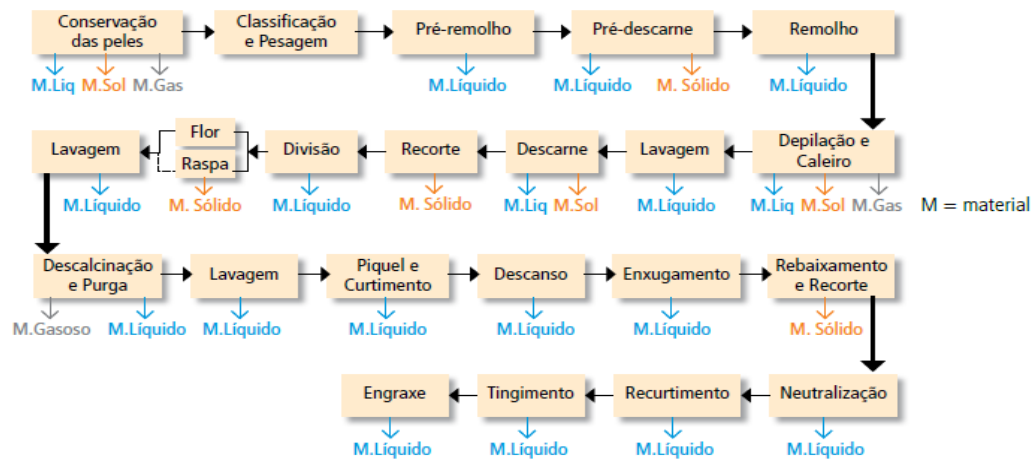 Conservação
das peles
Classificação
e Pesagem
Pré-remolho
Pré-descarne
Remolho
M.Liq M.Sol M.Gas
M.Líquido
M.Líquido
M. Sólido
M.Líquido
Lavagem
Flor
Raspa
Divisão
Recorte
Descarne
Lavagem
Depilação e
Caleiro
M.Líquido
M. Sólido
M.Líquido
M. Sólido
M.Liq M.Sol
M.Líquido
M.Liq M.Sol M.Gas
M = material
Descalcinação
e Purga
Lavagem
Piquel e
Curtimento
Descanso
Enxugamento
Rebaixamento
e Recorte
M.Gasoso
M.Líquido
M.Líquido
M.Líquido
M.Líquido
M.Líquido
M. Sólido
Engraxe
Tingimento
Recurtimento
Neutralização
M.Líquido
M.Líquido
M.Líquido
M.Líquido